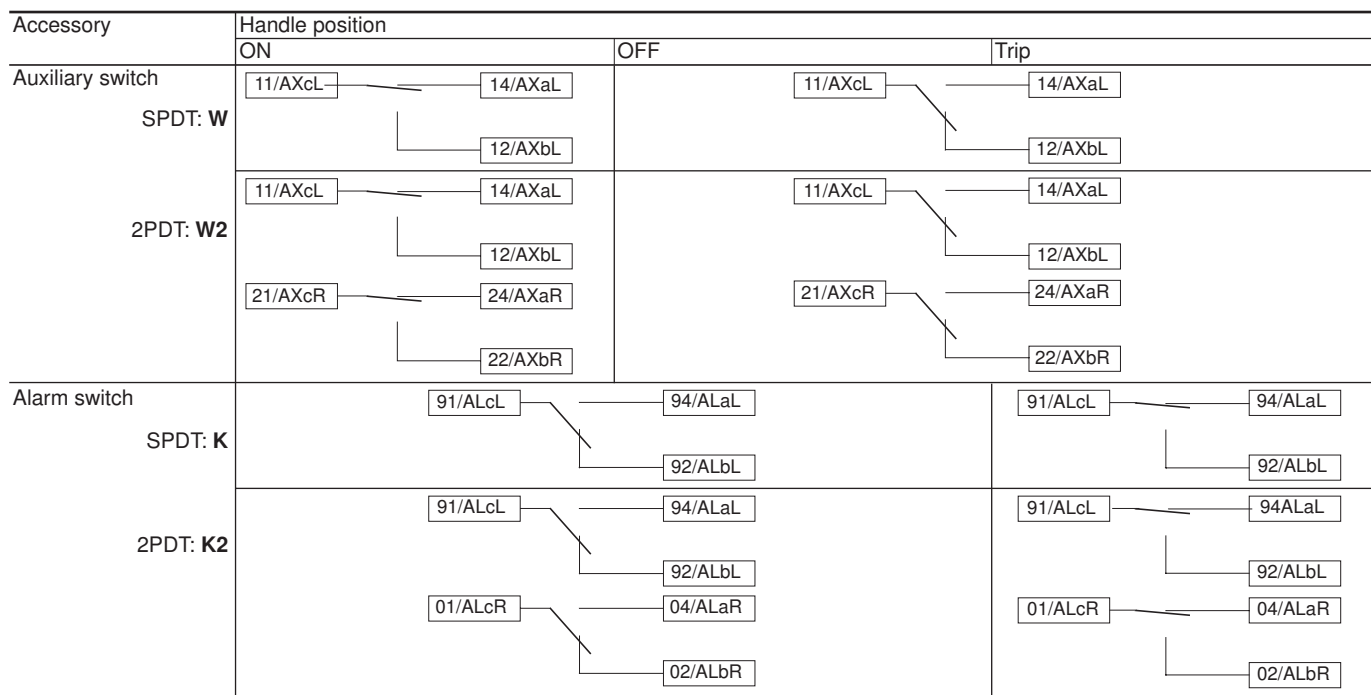 Accessory Handle position
ON OFF Trip
Auxiliary switch
11/AXcL 14/AXaL 11/AXcL 14/AXaL
SPDT: W
12/AXbL 12/AXbL
11/AXcL 14/AXaL 11/AXcL 14/AXaL
2PDT: W2
12/AXbL 12/AXbL
21/AXcR 24/AXaR 21/AXcR 24/AXaR
22/AXbR 22/AXbR
Alarm switch
91/ALcL 94/ALaL 91/ALcL 94/ALaL
SPDT: K
92/ALbL 92/ALbL
91/ALcL 94/ALaL 91/ALcL 94ALaL
2PDT: K2
92/ALbL 92/ALbL
01/ALcR 04/ALaR 01/ALcR 04/ALaR
02/ALbR 02/ALbR